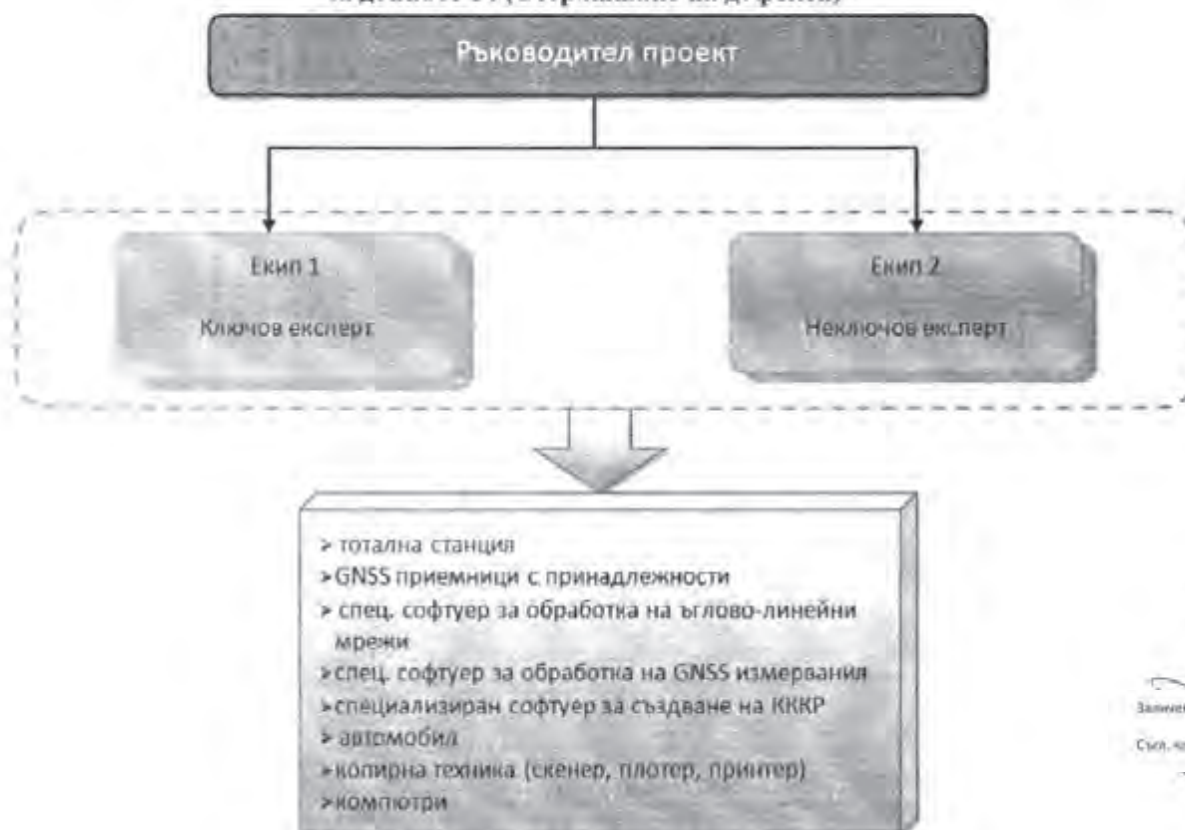 Ръководител проект
Екип 1
Ключов експерт
Екип 2
Неключов експерт
➢ тотална станция
➢GNSS приемници с принадлежности
➢ спец. софтуер за обработка на ъглово-линейни
мрежи
➢спец. софтуер за обработка на GNSS измервания
➢специализиран софтуер за създване на КККР
➢ автомобил
➢копирна техника (скенер, плотер, принтер)
➢компютри